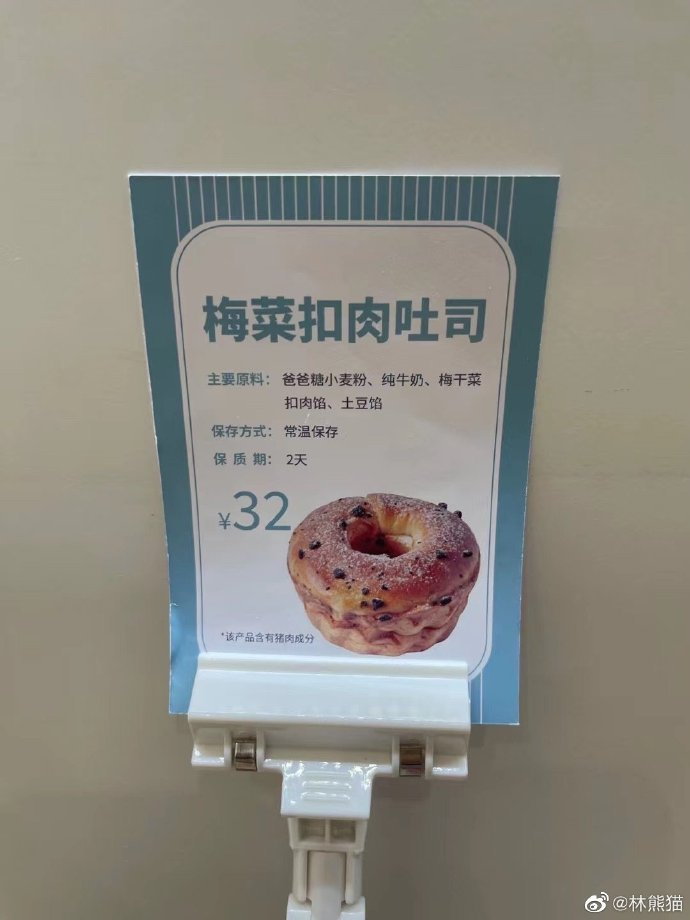 梅菜扣肉吐司
主要原料： 爸爸糖小麦粉、纯牛奶、梅干菜
扣肉馅、土豆馅
保存方式： 常温保存
保 质 期： 2天
¥32
*该产品含有猪肉成分
@林熊猫